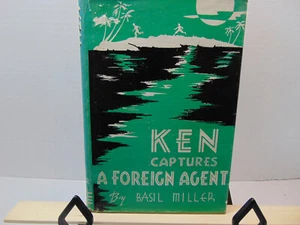 KEN
CAPTURES
A FOREIGN AGENT
By BASIL MILLER